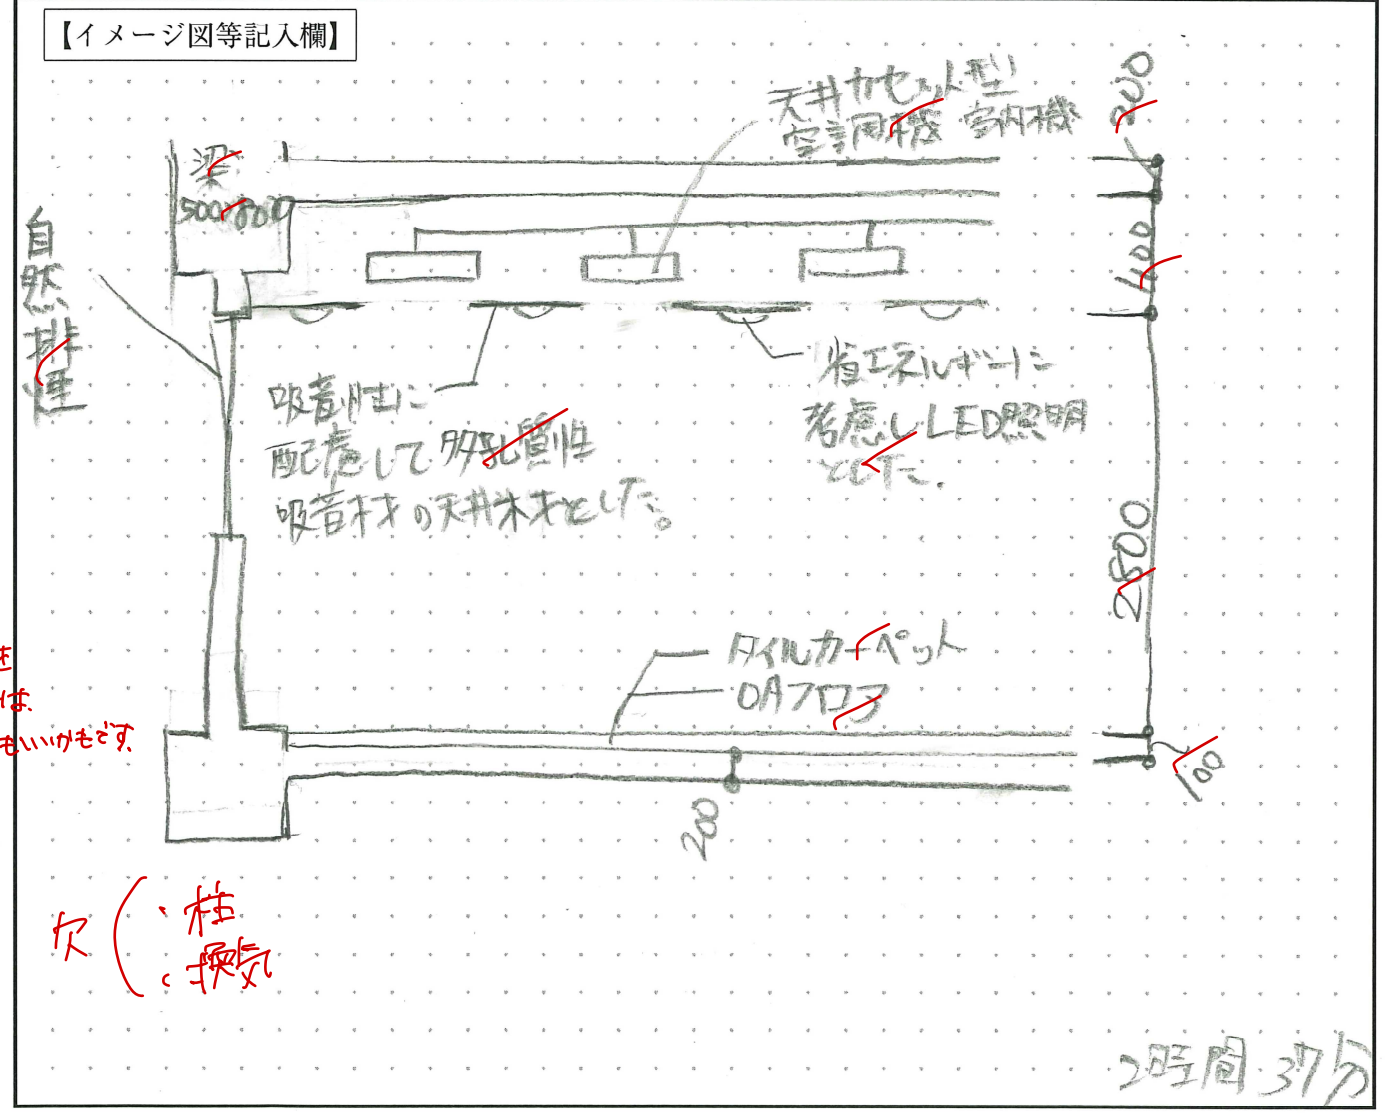 【イメージ図等記入欄】
天井カセット型
空調機 室内機
200
梁
500×800
自然排煙
400
吸音性に
配慮して多孔質性
吸音材の天井材とした。
省エネルギーに
考慮しLED照明
とした.
2800
タイルカーペット
OAフロア
は
もいいかもです.
100
200
欠 ・柱
・換気
2時間37分